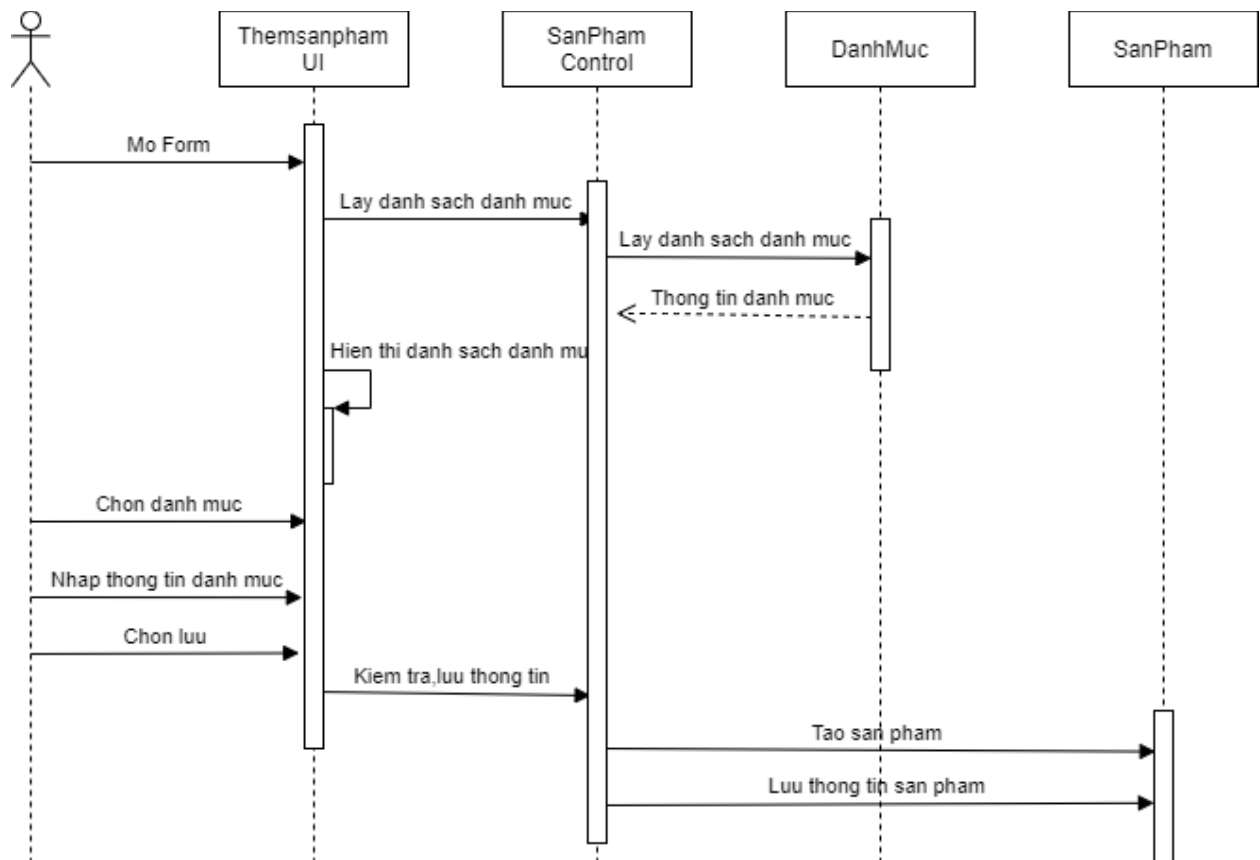 Themsanpham
UI
SanPham
Control
DanhMuc
SanPham
Mo Form
Lay danh sach danh muc
Lay danh sach danh muc
Thong tin danh muc
Hien thi danh sach danh mu
Chon danh muc
Nhap thong tin danh muc
Chon luu
Kiem tra,luu thong tin
Tao san pham
Luu thong tin san pham